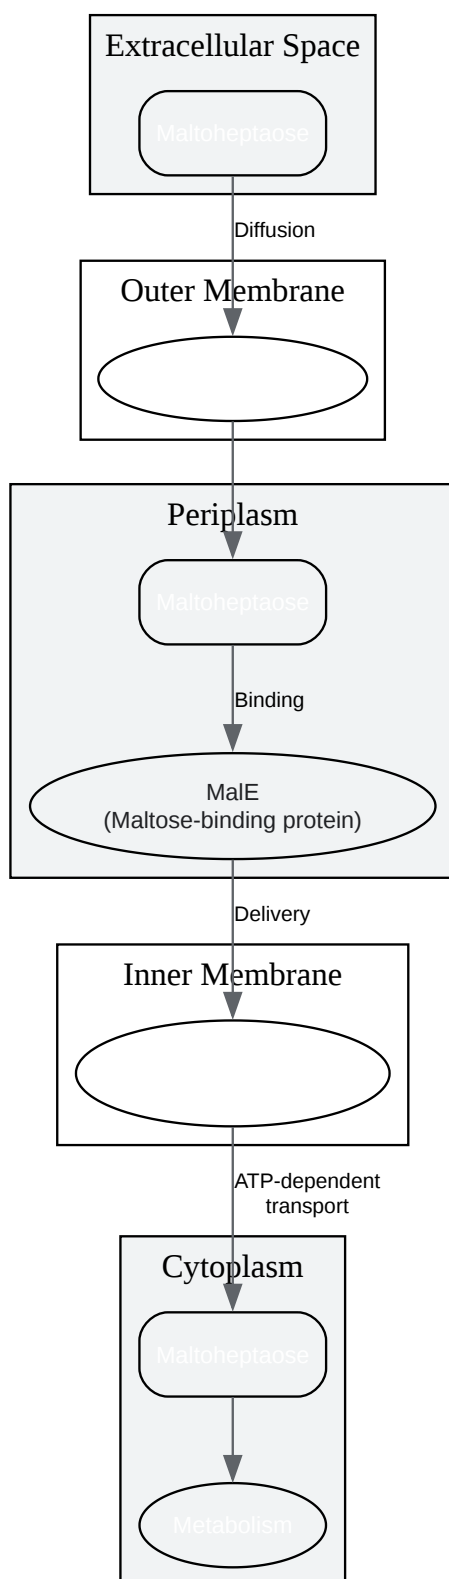 Extracellular Space
Maltoheptaose
Diffusion
Outer Membrane
Periplasm
Maltoheptaose
Binding
MalE
(Maltose-binding protein)
Delivery
Inner Membrane
ATP-dependent
transport
Cytoplasm
Maltoheptaose
Metabolism